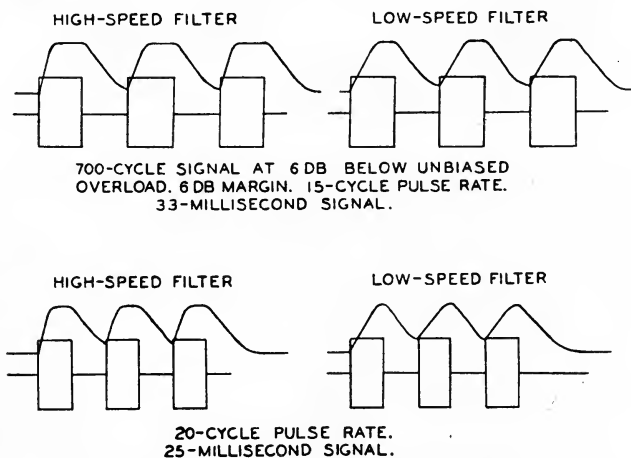 HIGH-SPEED FILTER
LOW-SPEED FILTER
700-CYCLE SIGNAL AT 6 DB BELOW UNBIASED
OVERLOAD. 6 DB MARGIN. 15-CYCLE PULSE RATE.
33-MILLISECOND SIGNAL.
HIGH-SPEED FILTER
LOW-SPEED FILTER
20-CYCLE PULSE RATE.
25-MILLISECOND SIGNAL.